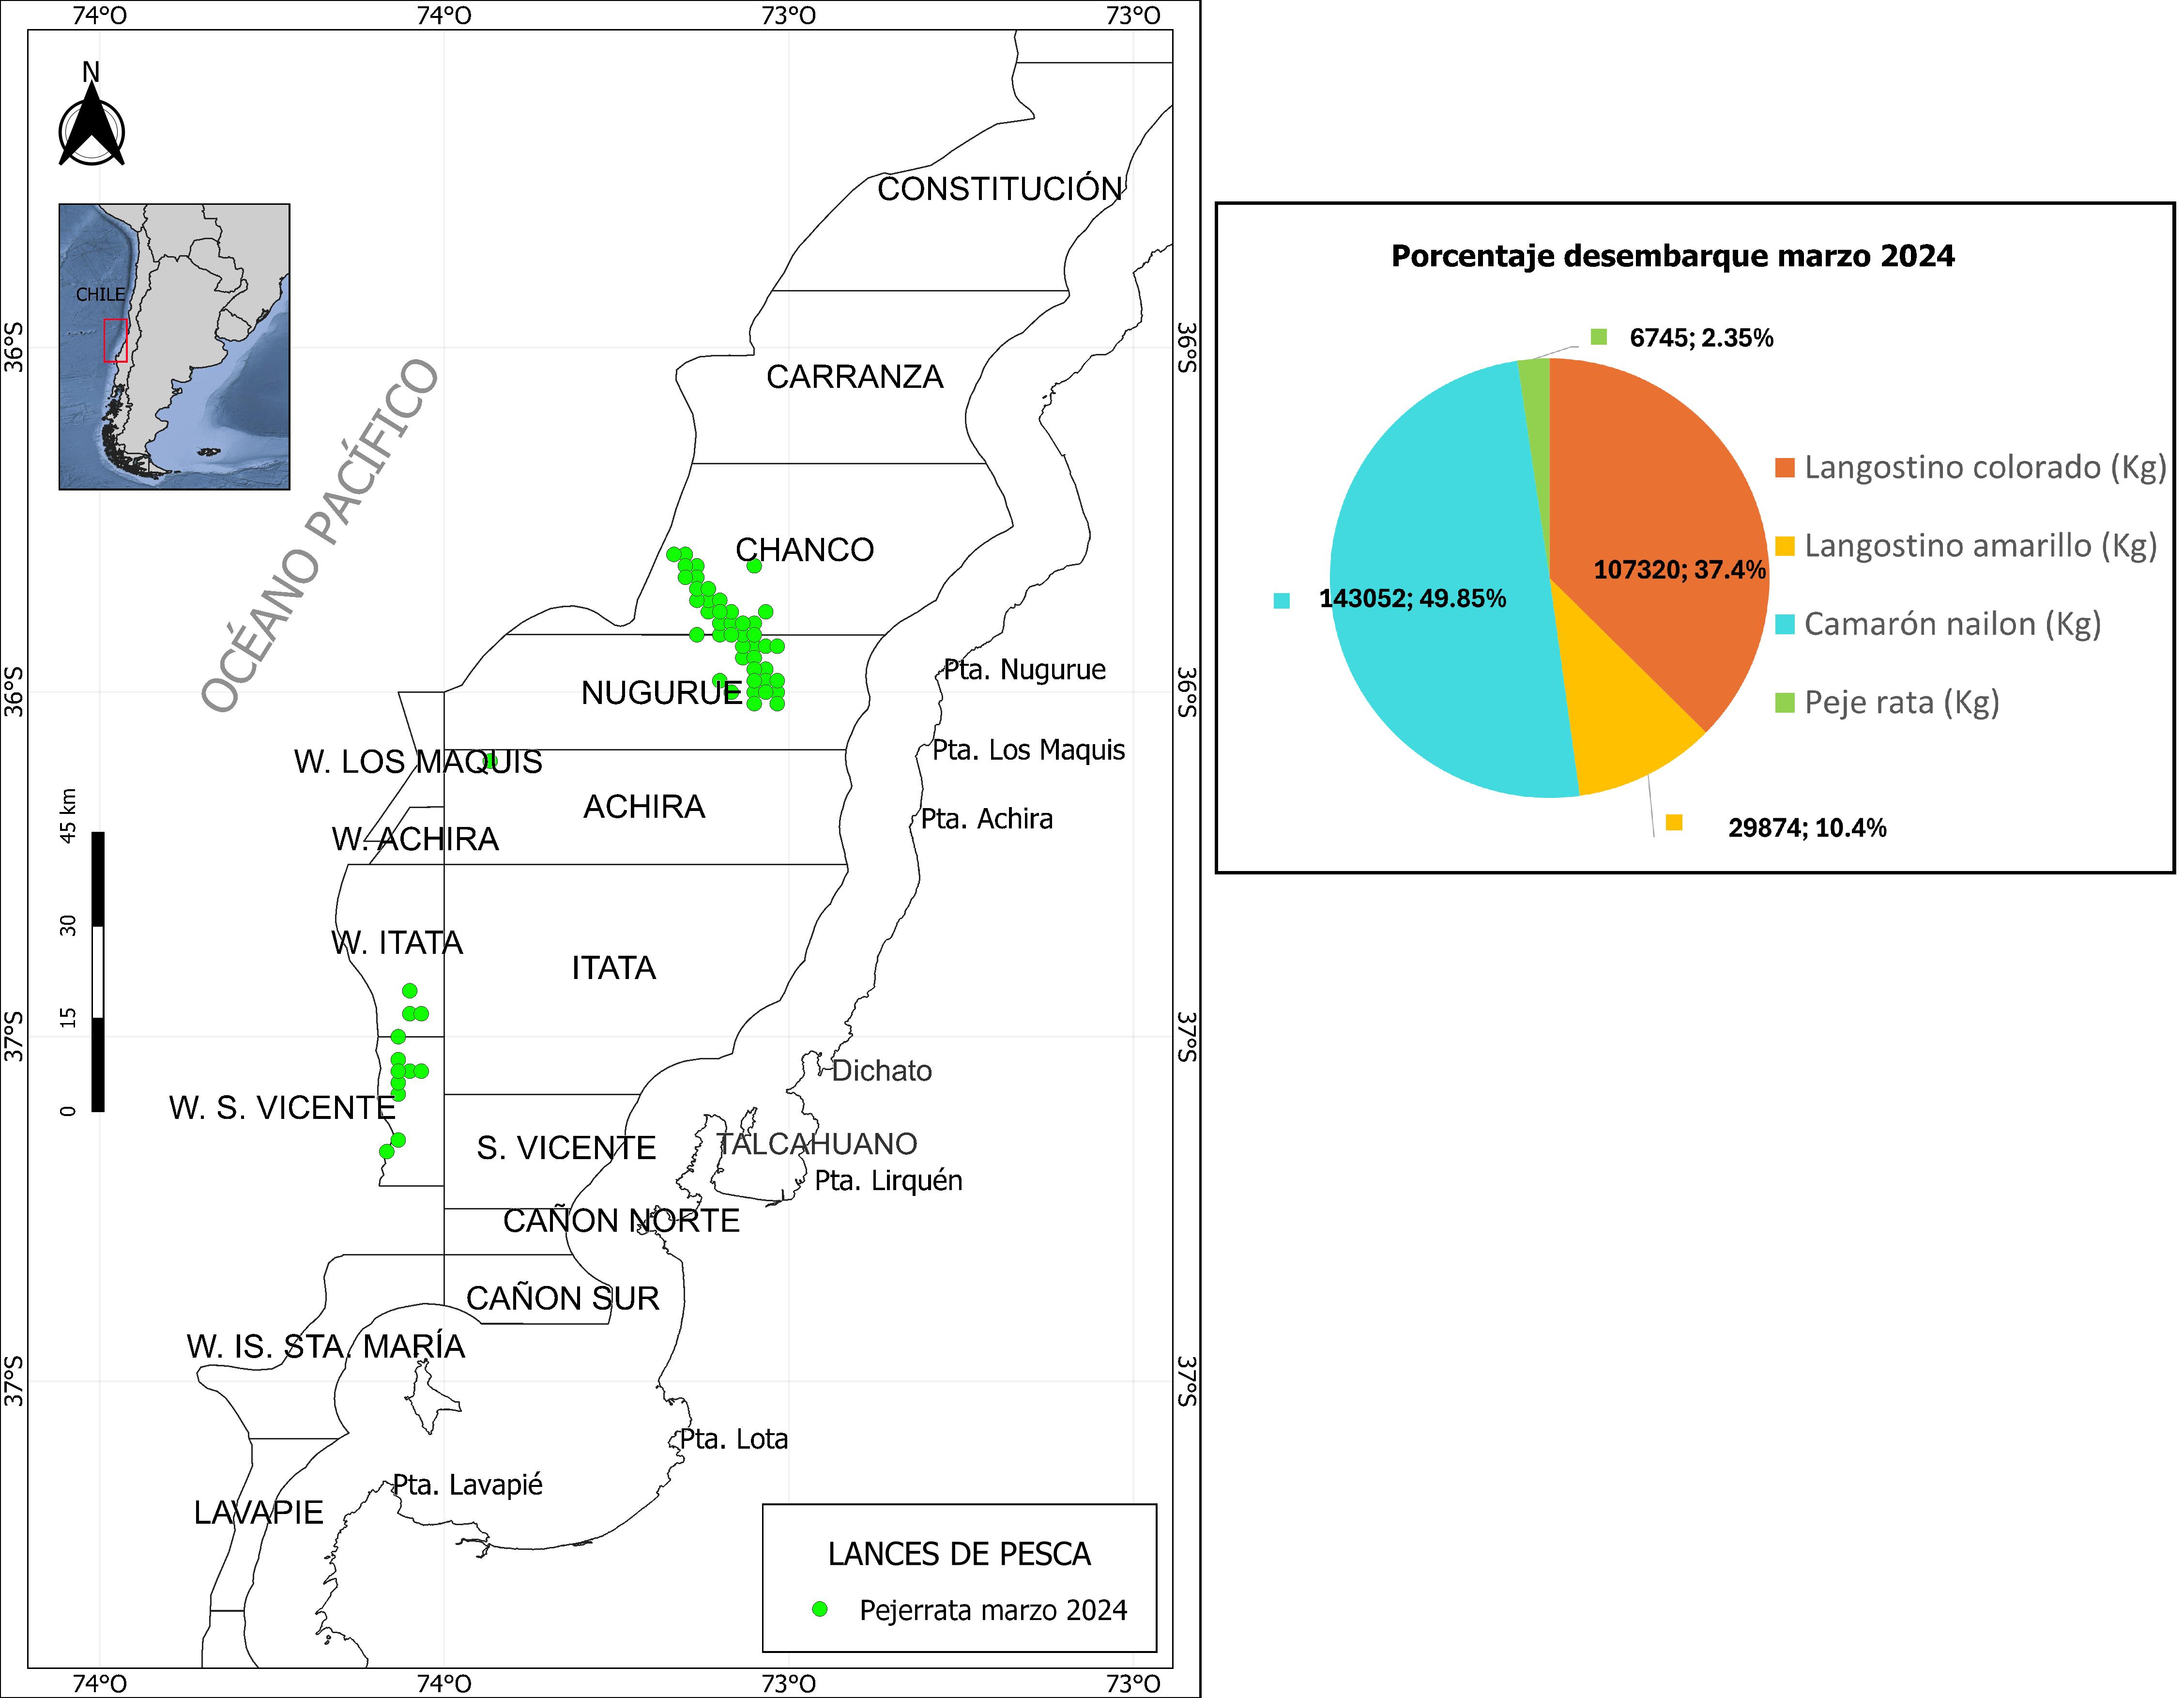 74°O 74°O 73°O 73°O
N
CONSTITUCIÓN
CHILE
36°S 36°S
CARRANZA
OCÉANO PACÍFICO
CHANCO
Pta. Nugurue
36°S NUGURUE 36°S
Pta. Los Maquis
W. LOS MAQUIS
ACHIRA
Pta. Achira
W. ACHIRA
45 km
30
15
0
W. ITATA
ITATA
37°S 37°S
Dichato
W. S. VICENTE
S. VICENTE
TALCAHUANO
Pta. Lirquén
CAÑON NORTE
CAÑON SUR
W. IS. STA. MARÍA
37°S 37°S
Pta. Lota
Pta. Lavapié
LAVAPIE
LANCES DE PESCA
Pejerrata marzo 2024
74°O 74°O 73°O 73°O
Porcentaje desembarque marzo 2024
6745; 2.35%
107320; 37.4%
143052; 49.85%
29874; 10.4%
Langostino colorado (Kg)
Langostino amarillo (Kg)
Camarón nailon (Kg)
Peje rata (Kg)